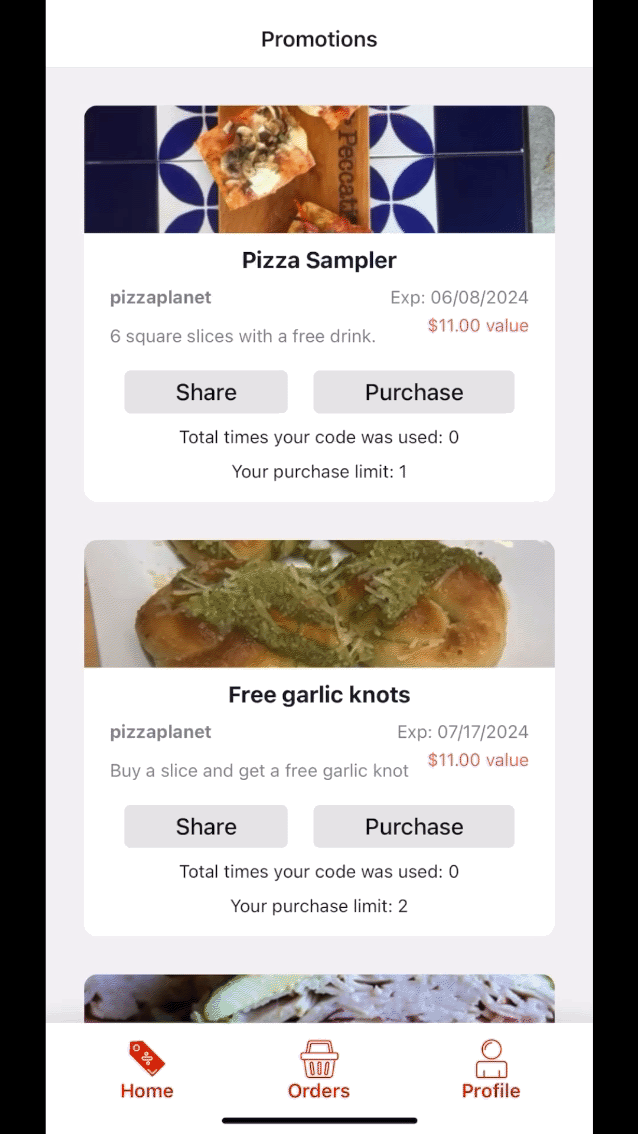 Promotions
Peccati
Pizza Sampler
pizzaplanet
Exp: 06/08/2024
$11.00 value
6 square slices with a free drink.
Share
Purchase
Total times your code was used: 0
Your purchase limit: 1
Free garlic knots
pizzaplanet
Exp: 07/17/2024
$11.00 value
Buy a slice and get a free garlic knot
Share
Purchase
Total times your code was used: 0
Your purchase limit: 2
Home
Orders
Profile